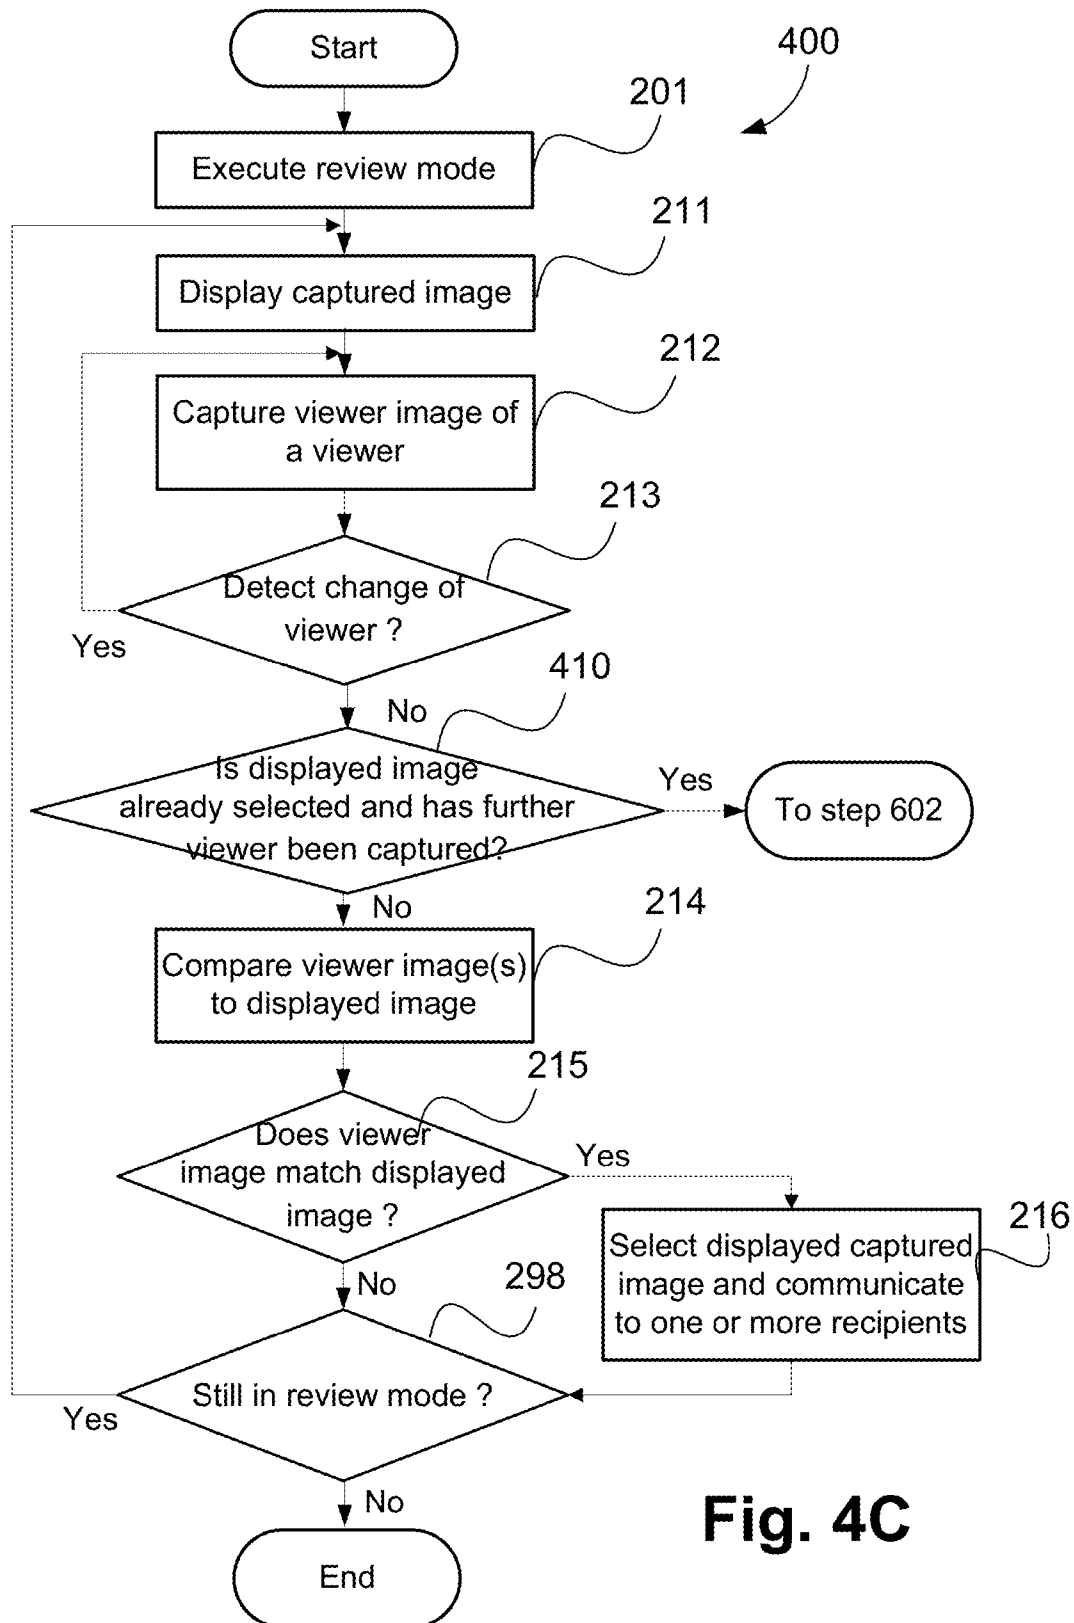 Start
400
201
Execute review mode
211
Display captured image
212
Capture viewer image of
a viewer
213
Detect change of
viewer ?
Yes
410
No
Is displayed image
already selected and has further
viewer been captured?
Yes
To step 602
No
214
Compare viewer image(s)
to displayed image
215
Does viewer
image match displayed
image ?
Yes
216
Select displayed captured
image and communicate
to one or more recipients
No
298
Still in review mode ?
Yes
No
Fig. 4C
End